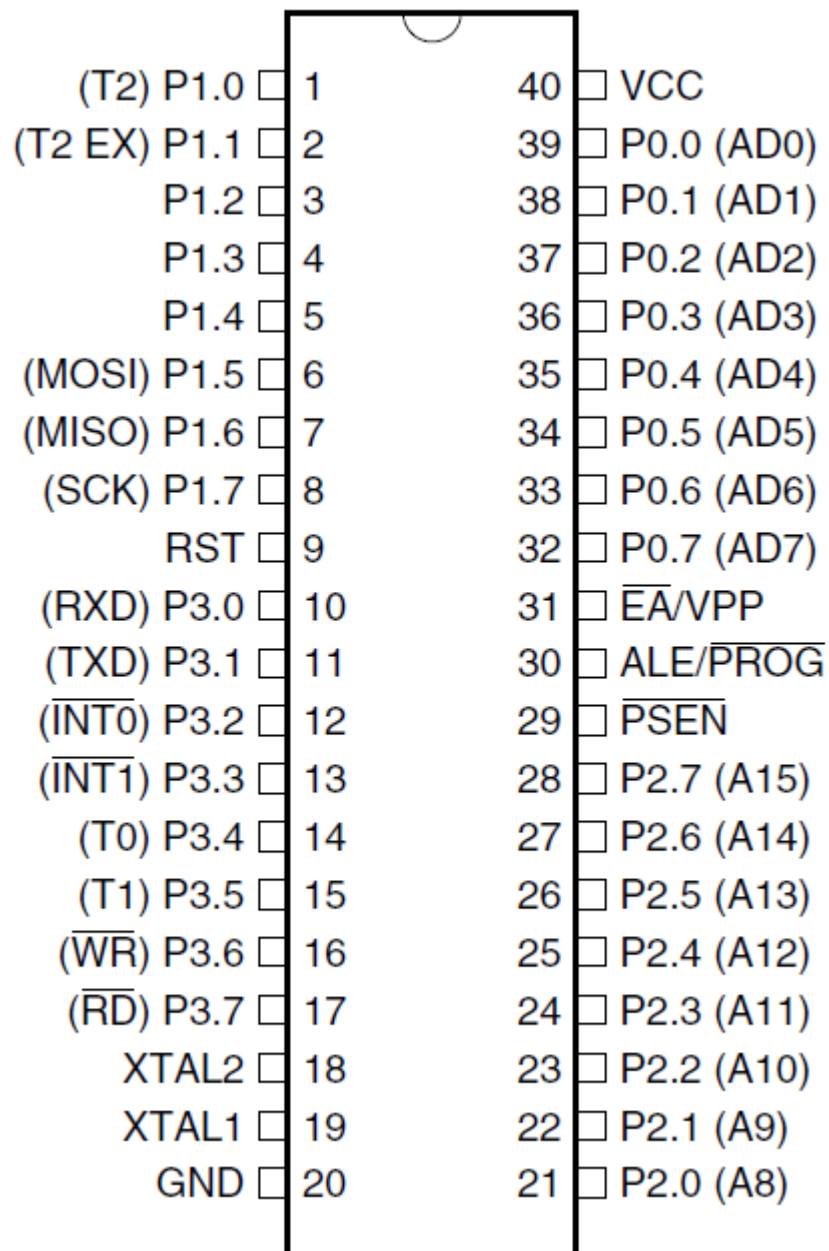 (T2) P1.0 1 40 VCC
(T2 EX) P1.1 2 39 P0.0 (AD0)
P1.2 3 38 P0.1 (AD1)
P1.3 4 37 P0.2 (AD2)
P1.4 5 36 P0.3 (AD3)
(MOSI) P1.5 6 35 P0.4 (AD4)
(MISO) P1.6 7 34 P0.5 (AD5)
(SCK) P1.7 8 33 P0.6 (AD6)
RST 9 32 P0.7 (AD7)
(RXD) P3.0 10 31 E̅A̅/VPP
(TXD) P3.1 11 30 ALE/P̅R̅O̅G̅
(I̅N̅T̅0̅) P3.2 12 29 P̅S̅E̅N̅
(I̅N̅T̅1̅) P3.3 13 28 P2.7 (A15)
(T0) P3.4 14 27 P2.6 (A14)
(T1) P3.5 15 26 P2.5 (A13)
(W̅R̅) P3.6 16 25 P2.4 (A12)
(R̅D̅) P3.7 17 24 P2.3 (A11)
XTAL2 18 23 P2.2 (A10)
XTAL1 19 22 P2.1 (A9)
GND 20 21 P2.0 (A8)